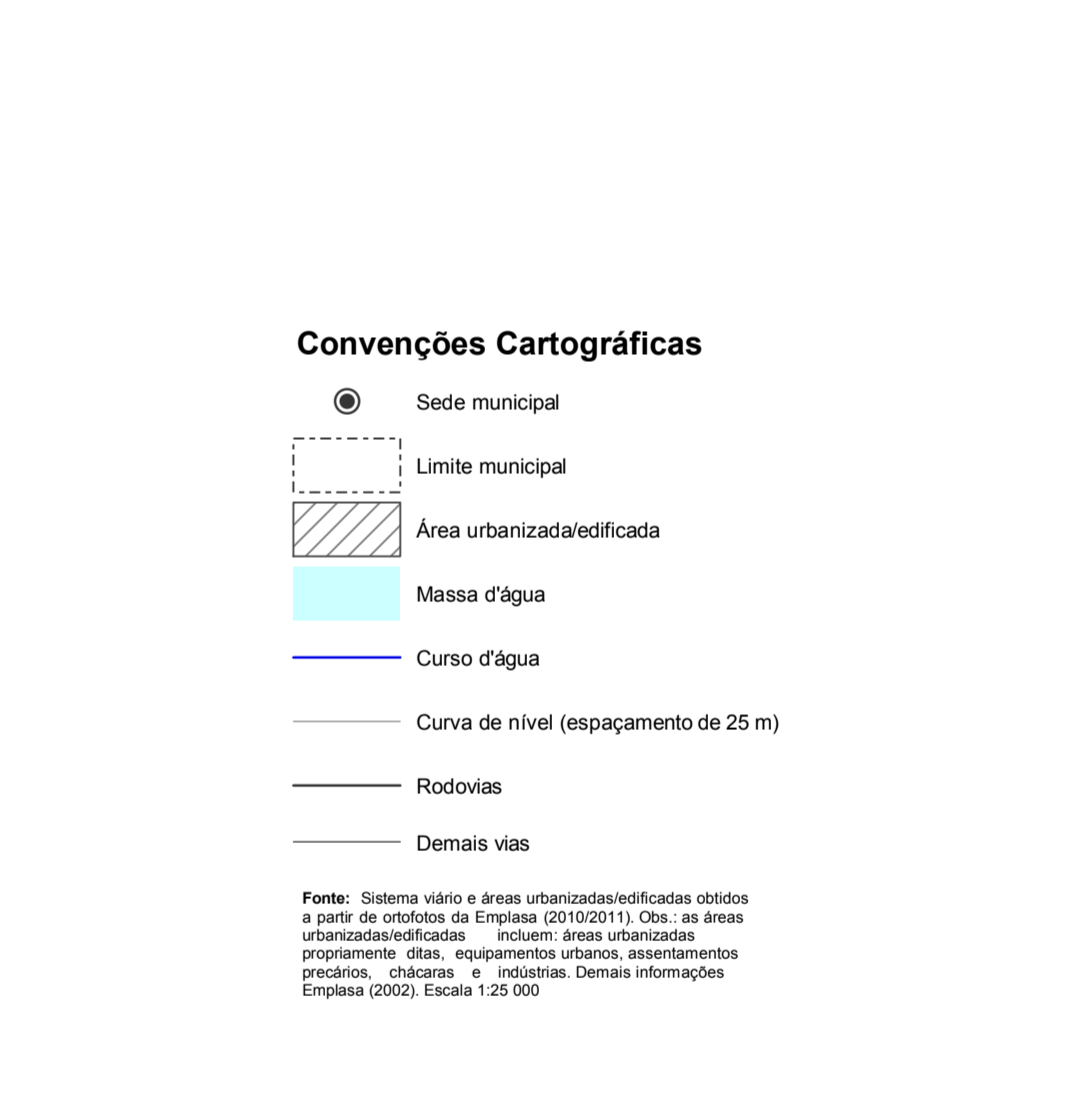 Convenções Cartográficas
Sede municipal
Limite municipal
Área urbanizada/edificada
Massa d'água
Curso d'água
Curva de nível (espaçamento de 25 m)
Rodovias
Demais vias
Fonte: Sistema viário e áreas urbanizadas/edificadas obtidos
a partir de ortofotos da Emplasa (2010/2011). Obs.: as áreas
urbanizadas/edificadas incluem: áreas urbanizadas
propriamente ditas, equipamentos urbanos, assentamentos
precários, chácaras e indústrias. Demais informações
Emplasa (2002). Escala 1:25 000